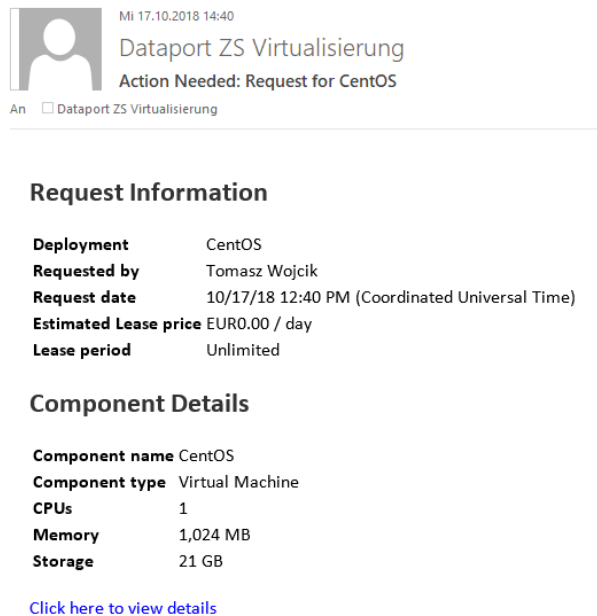 Mi 17.10.2018 14:40
Dataport ZS Virtualisierung
Action Needed: Request for CentOS
An Dataport ZS Virtualisierung
Request Information
Deployment CentOS
Requested by Tomasz Wojcik
Request date 10/17/18 12:40 PM (Coordinated Universal Time)
Estimated Lease price EUR0.00 / day
Lease period Unlimited
Component Details
Component name CentOS
Component type Virtual Machine
CPUs 1
Memory 1,024 MB
Storage 21 GB
Click here to view details